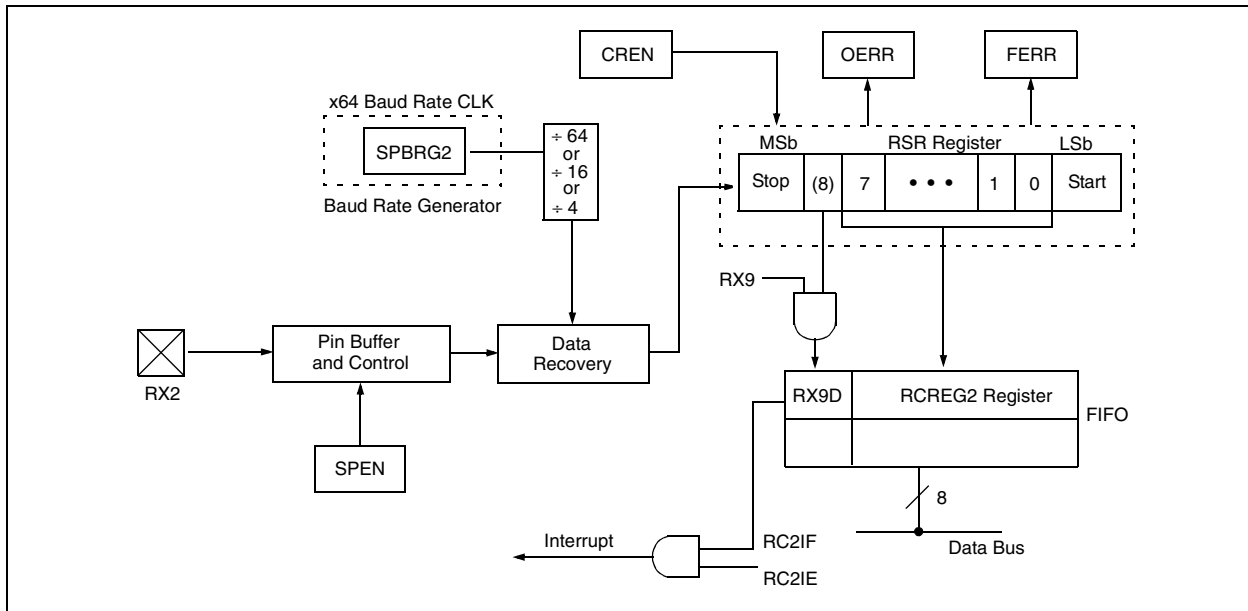 CREN
OERR
FERR
x64 Baud Rate CLK
SPBRG2
Baud Rate Generator
÷ 64
or
÷ 16
or
÷ 4
MSb
RSR Register
LSb
Stop
(8)
7
• • •
1
0
Start
RX9
RX2
Pin Buffer
and Control
Data
Recovery
SPEN
RX9D
RCREG2 Register
FIFO
8
Data Bus
Interrupt
RC2IF
RC2IE